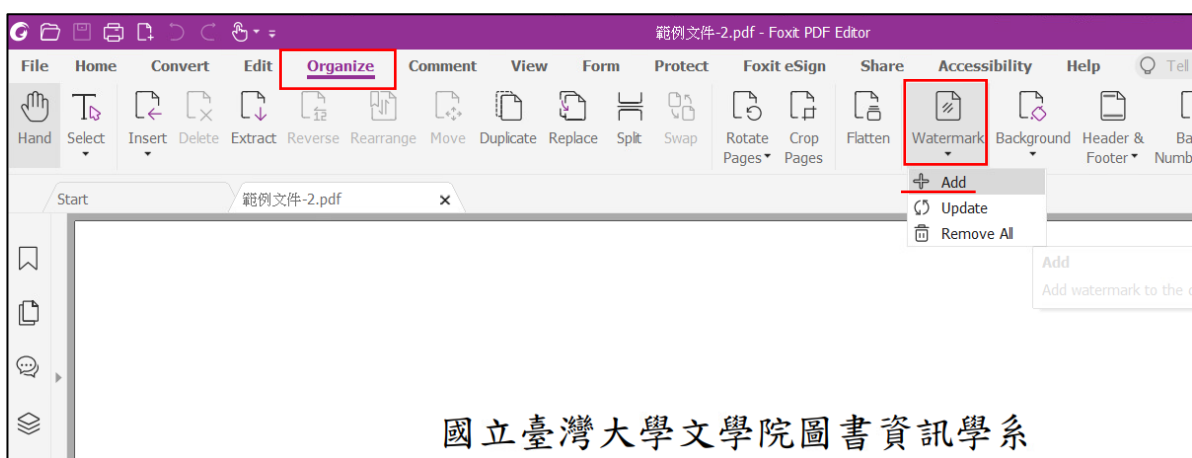 範例文件-2.pdf - Foxit PDF Editor
File Home Convert Edit Organize Comment View Form Protect Foxit eSign Share Accessibility Help Tell
Hand Select Insert Delete Extract Reverse Rearrange Move Duplicate Replace Split Swap Rotate Pages Crop Pages Flatten Watermark Background Header & Footer
Start 範例文件-2.pdf
Add
Update
Remove All
Add
Add watermark to the
國立臺灣大學文學院圖書資訊學系